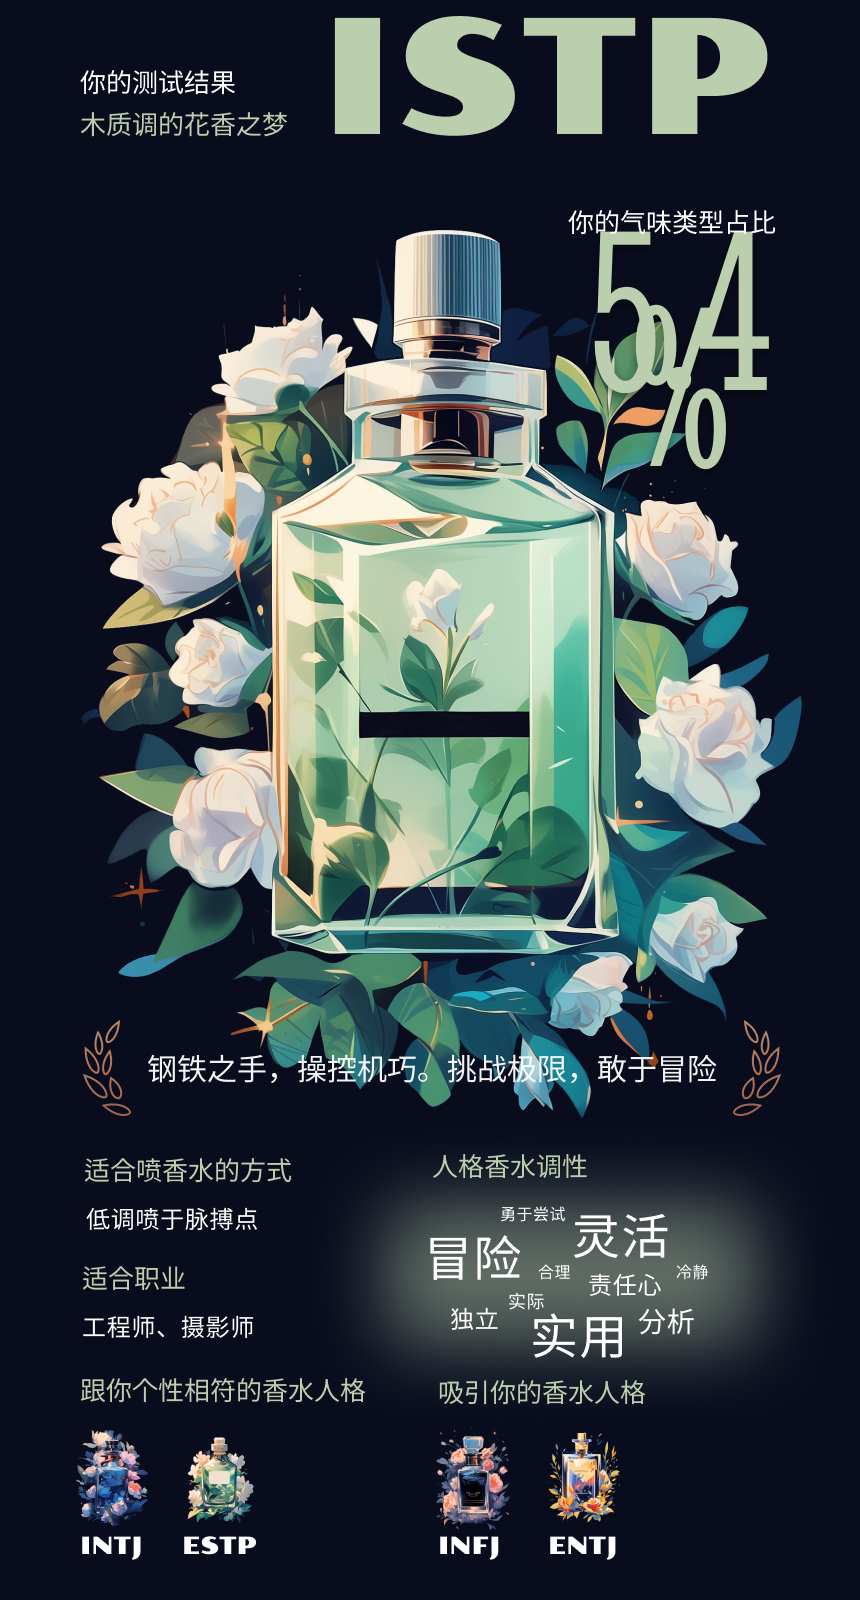 ISTP
你的测试结果
木质调的花香之梦
你的气味类型占比
5.4
%
钢铁之手，操控机巧。挑战极限，敢于冒险
适合喷香水的方式
低调喷于脉搏点
适合职业
工程师、摄影师
人格香水调性
勇于尝试
灵活
冒险
合理
责任心
冷静
独立
实际
实用
分析
跟你个性相符的香水人格
INTJ
ESTP
吸引你的香水人格
INFJ
ENTJ